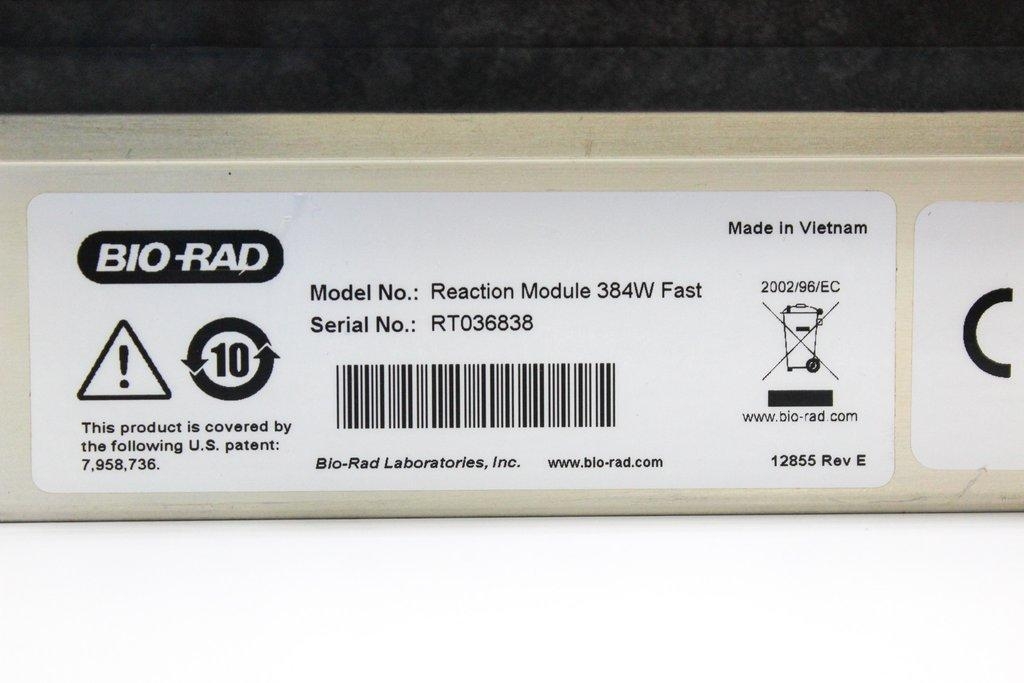 BIO-RAD
Made in Vietnam
Model No.: Reaction Module 384W Fast
Serial No.: RT036838
2002/96/EC
10
This product is covered by
the following U.S. patent:
7,958,736.
www.bio-rad.com
Bio-Rad Laboratories, Inc. www.bio-rad.com
12855 Rev E
C